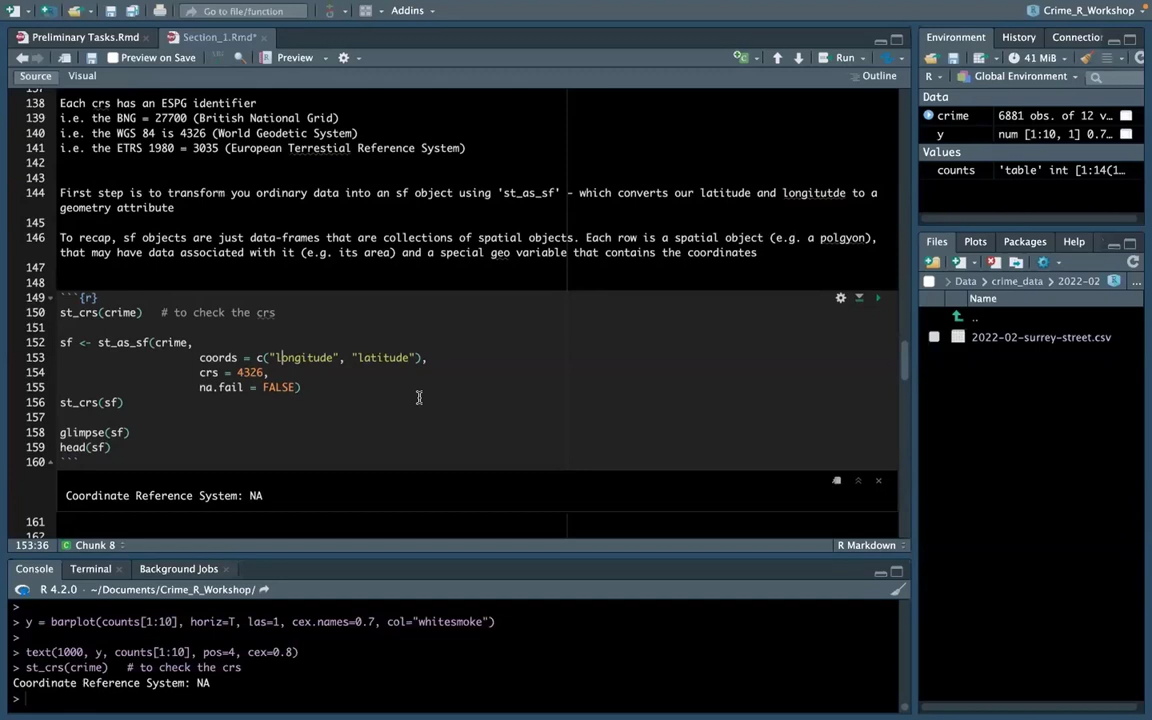 Go to file/function
Addins
Crime_R_Workshop
Preliminary Tasks.Rmd
Section_1.Rmd*
Preview on Save
Preview
Run
Source
Visual
Outline
137
138 Each crs has an ESPG identifier
139 i.e. the BNG = 27700 (British National Grid)
140 i.e. the WGS 84 is 4326 (World Geodetic System)
141 i.e. the ETRS 1980 = 3035 (European Terrestial Reference System)
142
143
144 First step is to transform you ordinary data into an sf object using ‘st_as_sf’ - which converts our latitude and longitutde to a
geometry attribute
145
146 To recap, sf objects are just data-frames that are collections of spatial objects. Each row is a spatial object (e.g. a polgyon),
that may have data associated with it (e.g. its area) and a special geo variable that contains the coordinates
147
148
149 ```{r}
150 st_crs(crime)   # to check the crs
151
152 sf <- st_as_sf(crime,
153 coords = c("longitude", "latitude"),
154 crs = 4326,
155 na.fail = FALSE)
156 st_crs(sf)
157
158 glimpse(sf)
159 head(sf)
160 ```
Coordinate Reference System: NA
161
162
153:36 Chunk 8 R Markdown
Console Terminal Background Jobs
R 4.2.0 · ~/Documents/Crime_R_Workshop/
>
> y = barplot(counts[1:10], horiz=T, las=1, cex.names=0.7, col="whitesmoke")
>
> text(1000, y, counts[1:10], pos=4, cex=0.8)
> st_crs(crime)   # to check the crs
Coordinate Reference System: NA
>
Environment History Connectio
41 MiB
R Global Environment
Data
crime 6881 obs. of 12 v…
y num [1:10, 1] 0.7…
Values
counts 'table' int [1:14(1…
Files Plots Packages Help
Data crime_data 2022-02 ...
Name
..
2022-02-surrey-street.csv